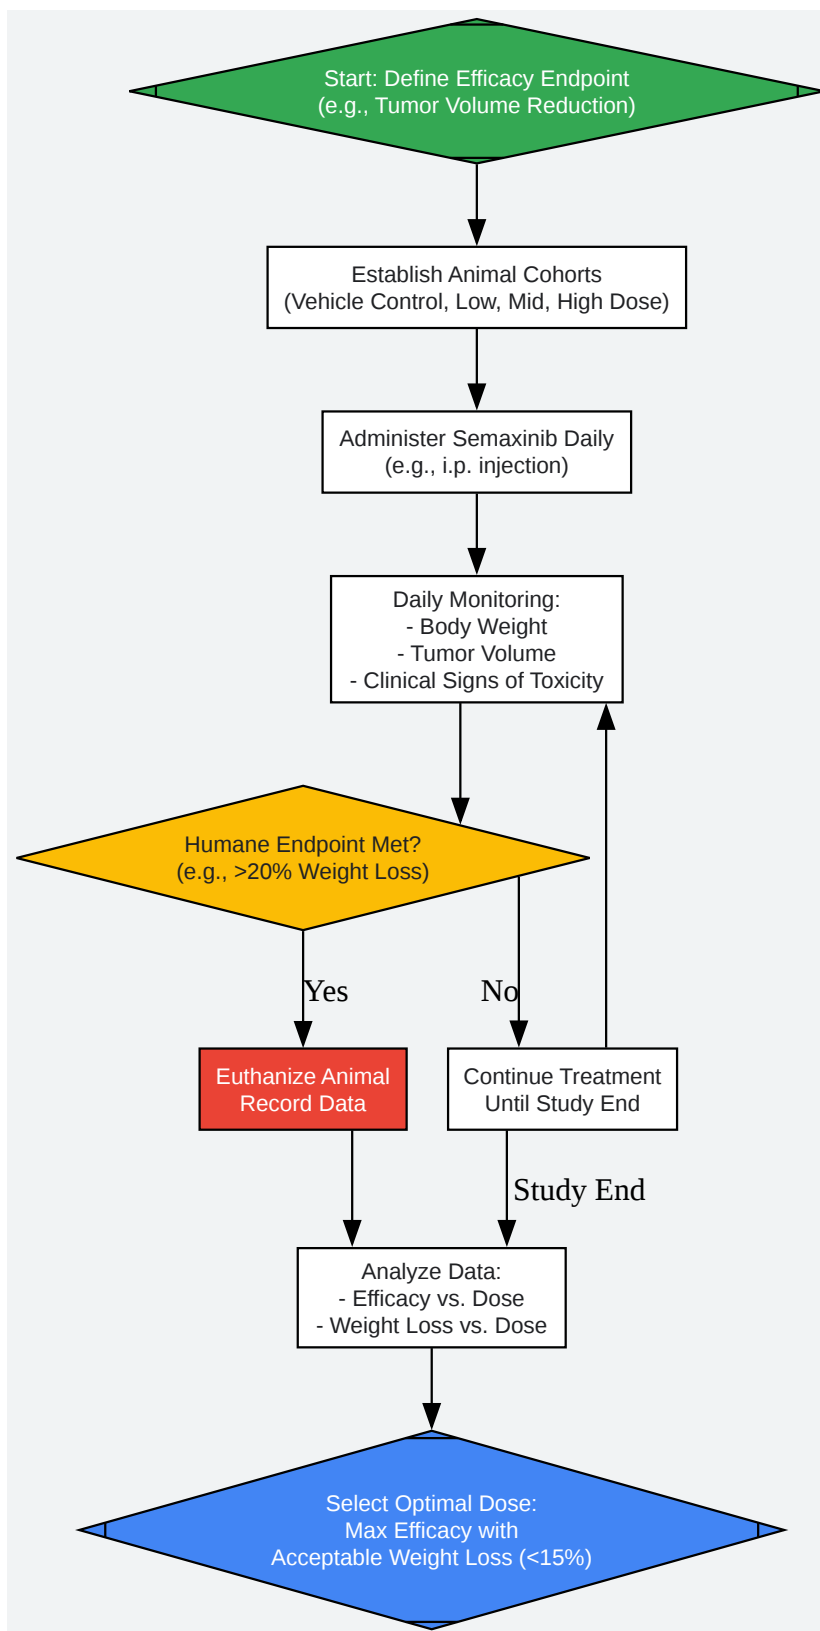 Start: Define Efficacy Endpoint
(e.g., Tumor Volume Reduction)
Establish Animal Cohorts
(Vehicle Control, Low, Mid, High Dose)
Administer Semaxinib Daily
(e.g., i.p. injection)
Daily Monitoring:
- Body Weight
- Tumor Volume
- Clinical Signs of Toxicity
Humane Endpoint Met?
(e.g., >20% Weight Loss)
Yes
No
Euthanize Animal
Record Data
Continue Treatment
Until Study End
Study End
Analyze Data:
- Efficacy vs. Dose
- Weight Loss vs. Dose
Select Optimal Dose:
Max Efficacy with
Acceptable Weight Loss (<15%)